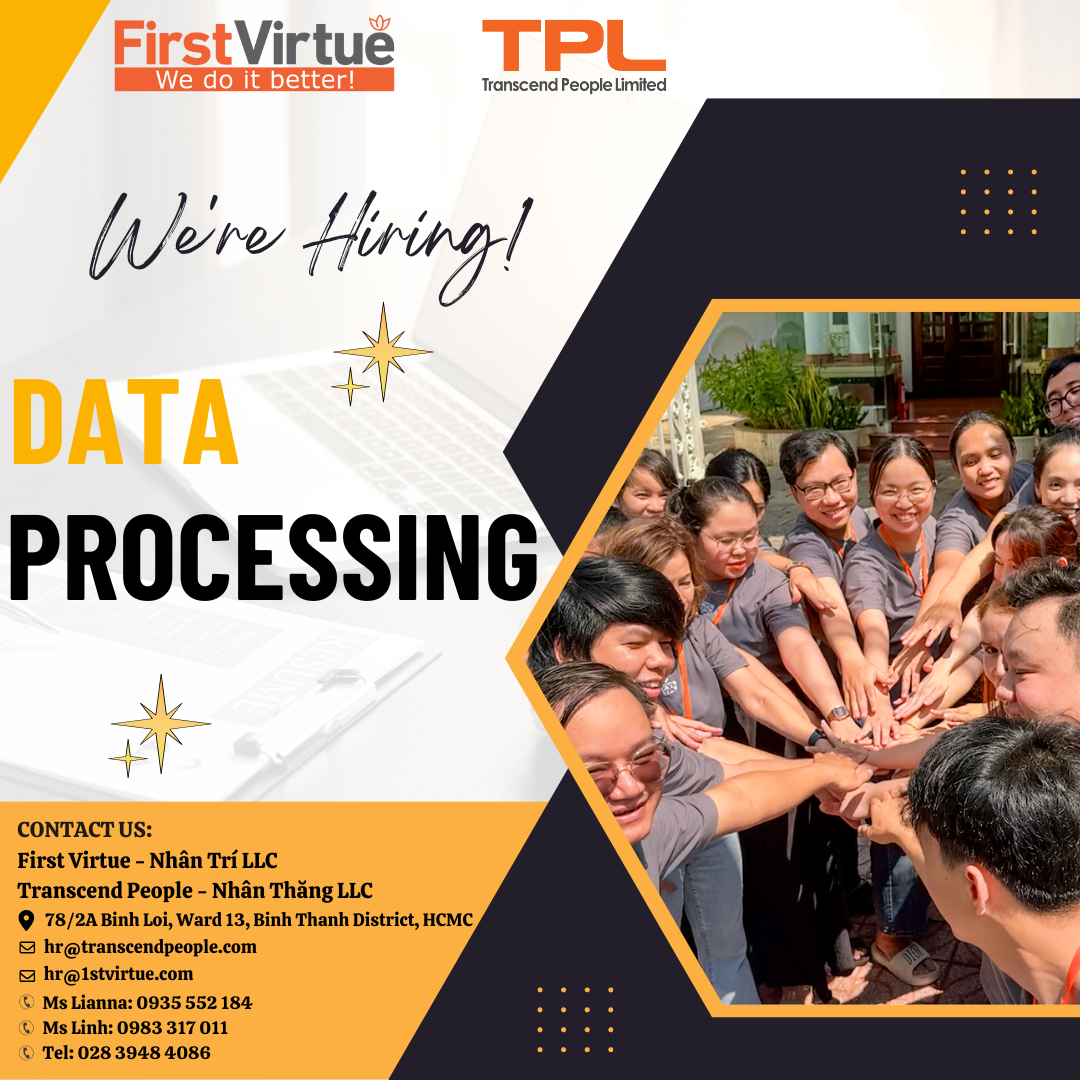 FirstVirtue
We do it better!
TPL
Transcend People Limited
We're Hiring!
DATA
PROCESSING
RESUME
CONTACT US:
First Virtue – Nhân Trí LLC
Transcend People – Nhân Thăng LLC
78/2A Binh Loi, Ward 13, Binh Thanh District, HCMC
hr@transcendpeople.com
hr@1stvirtue.com
Ms Lianna: 0935 552 184
Ms Linh: 0983 317 011
Tel: 028 3948 4086